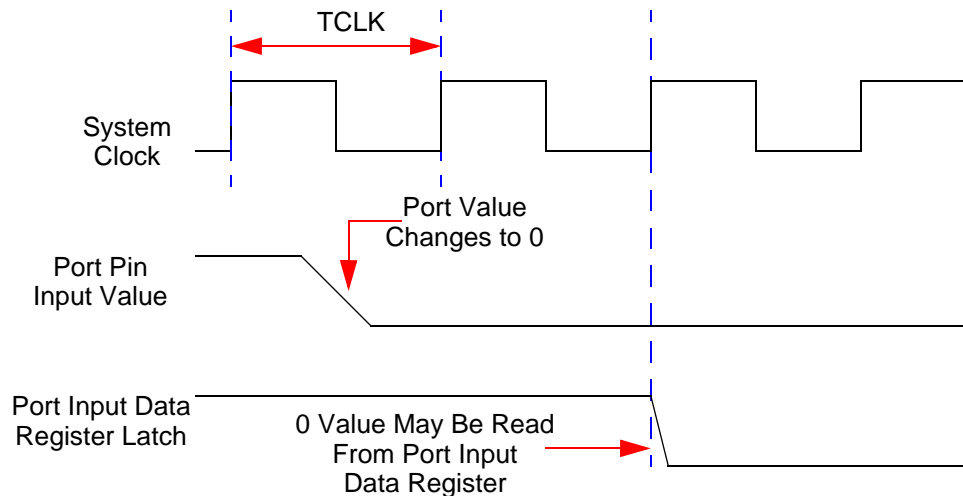 TCLK
System
Clock
Port Value
Changes to 0
Port Pin
Input Value
Port Input Data
Register Latch
0 Value May Be Read
From Port Input
Data Register